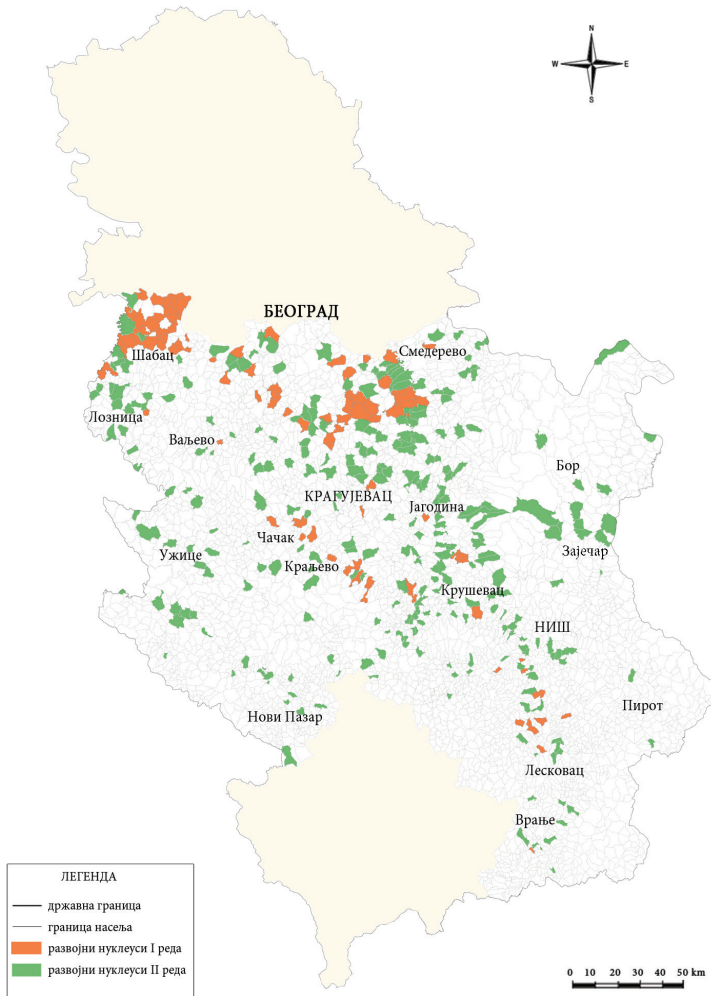 N
W E
S
БЕОГРАД
Смедерево
Шабац
Лозница
Ваљево
Бор
КРАГУЈЕВАЦ
Јагодина
Чачак
Зајечар
Ужице
Краљево
Крушевац
НИШ
Пирот
Нови Пазар
Лесковац
Врање
ЛЕГЕНДА
државна граница
граница насеља
развојни нуклеуси I реда
развојни нуклеуси II реда
0 10 20 30 40 50 km